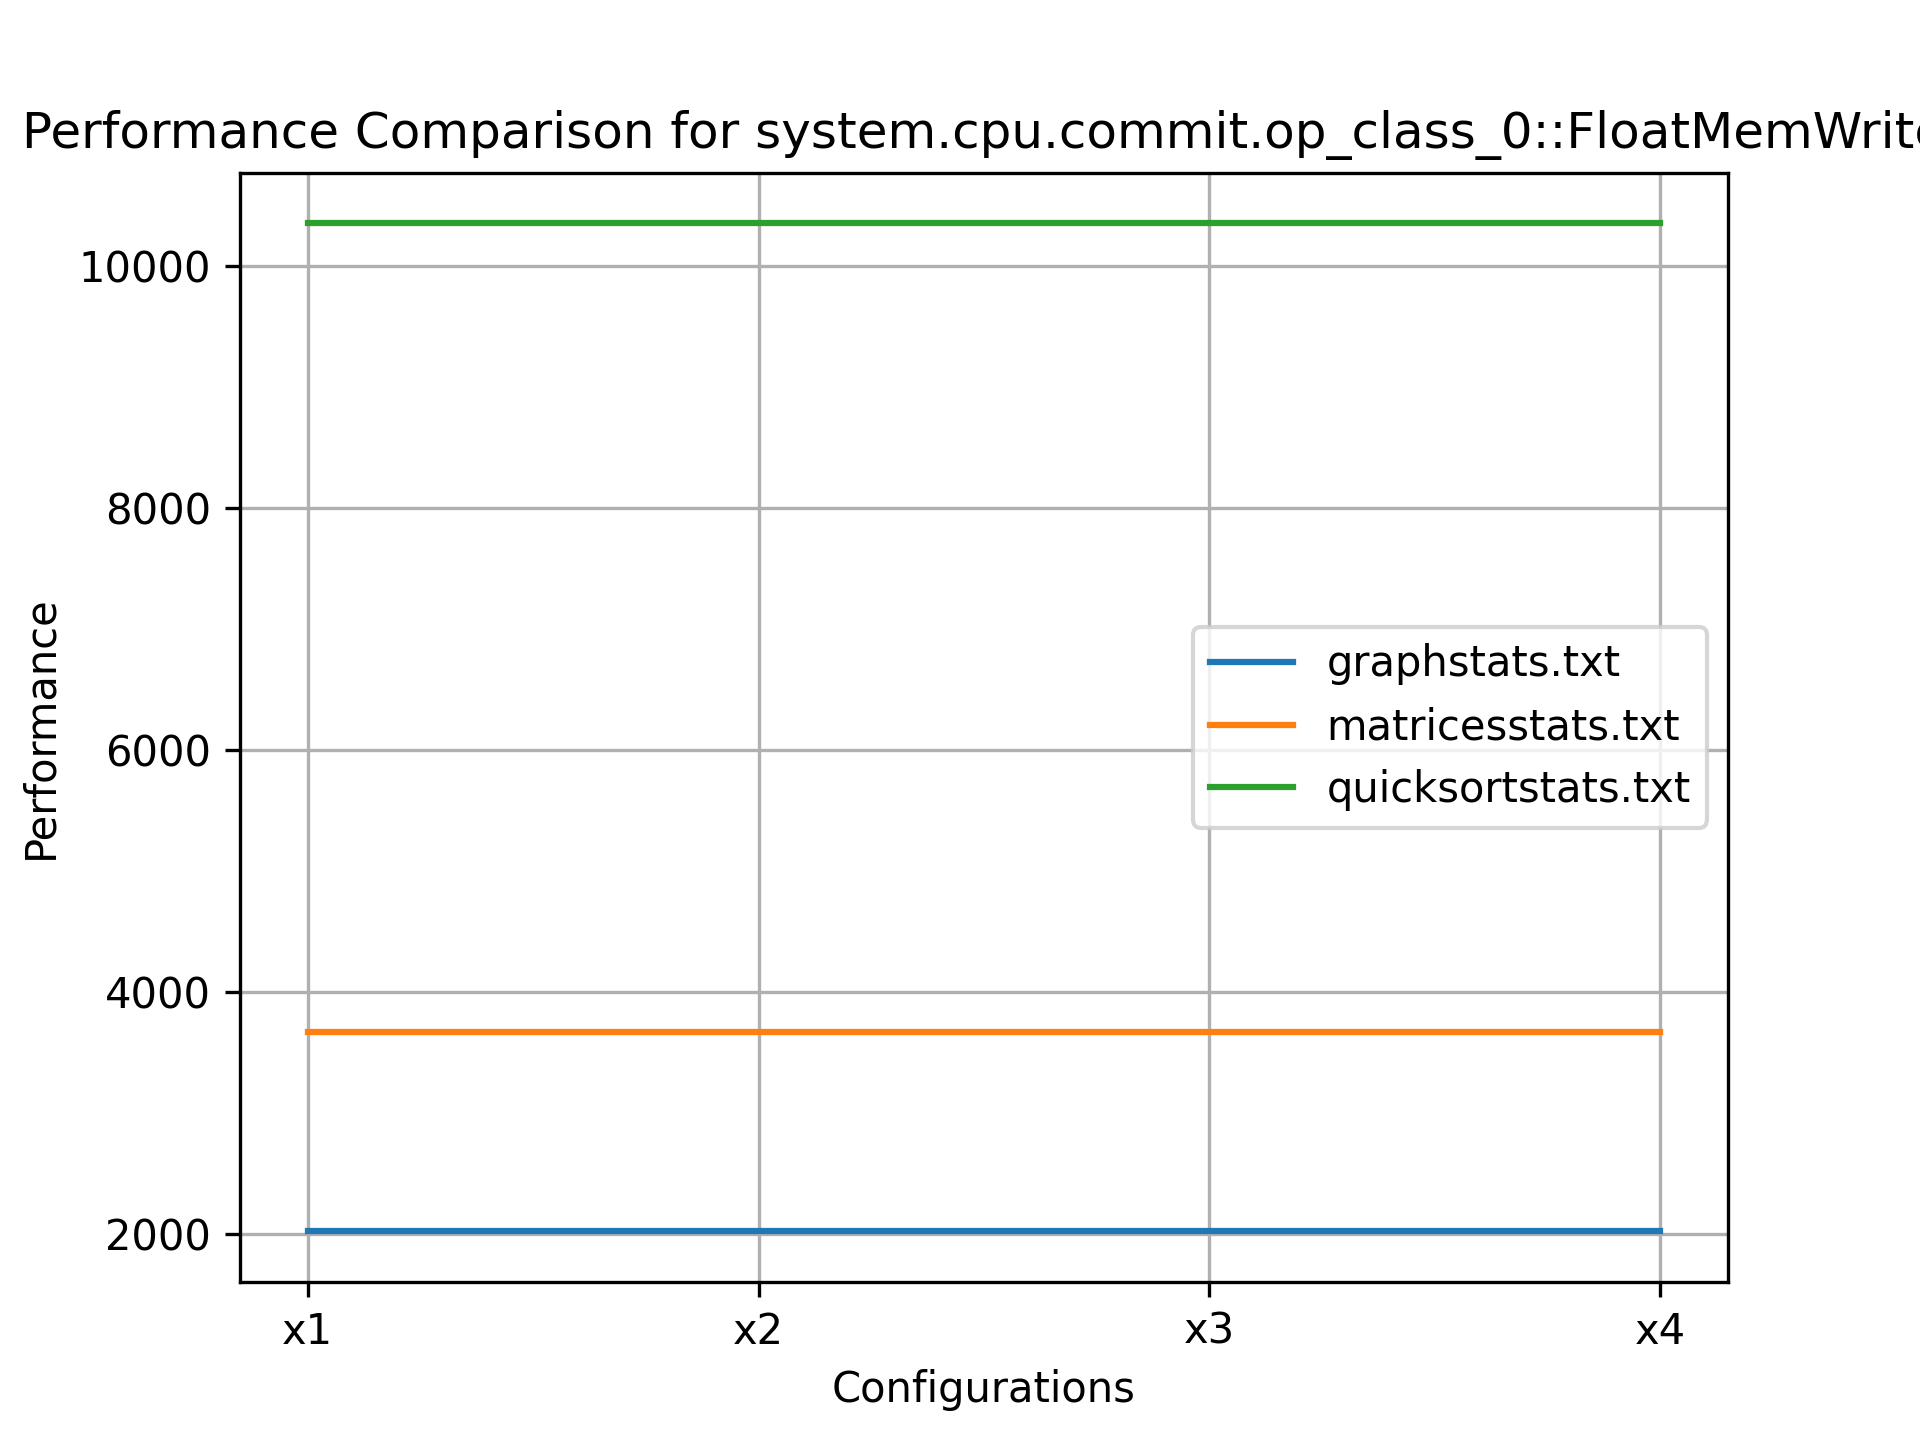 Performance Comparison for system.cpu.commit.op_class_0::FloatMemWrite
10000
8000
6000
4000
2000
Performance
graphstats.txt
matricesstats.txt
quicksortstats.txt
x1 x2 x3 x4
Configurations